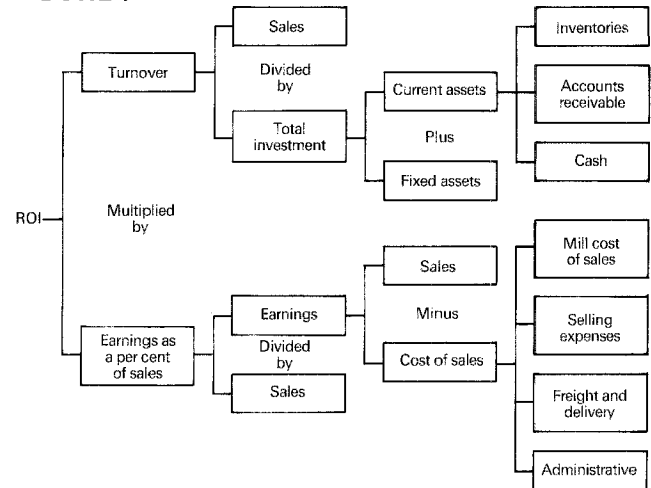 Sales
Inventories
Turnover
Divided
by
Current assets
Accounts
receivable
Total
investment
Plus
Cash
Fixed assets
ROI
Multiplied
by
Mill cost
of sales
Sales
Earnings
Minus
Selling
expenses
Earnings as
a per cent
of sales
Divided
by
Cost of sales
Sales
Freight and
delivery
Administrative